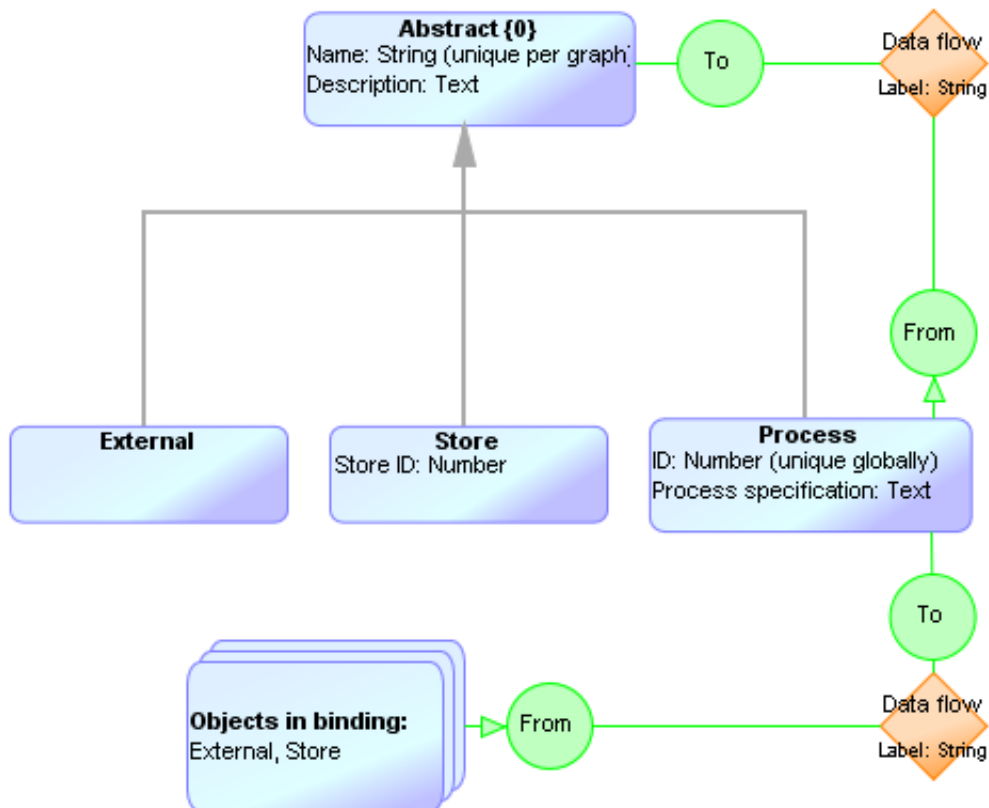 Abstract {0}
Name: String (unique per graph)
Description: Text
To
Data flow
Label: String
From
External
Store
Store ID: Number
Process
ID: Number (unique globally)
Process specification: Text
To
Objects in binding:
External, Store
From
Data flow
Label: String